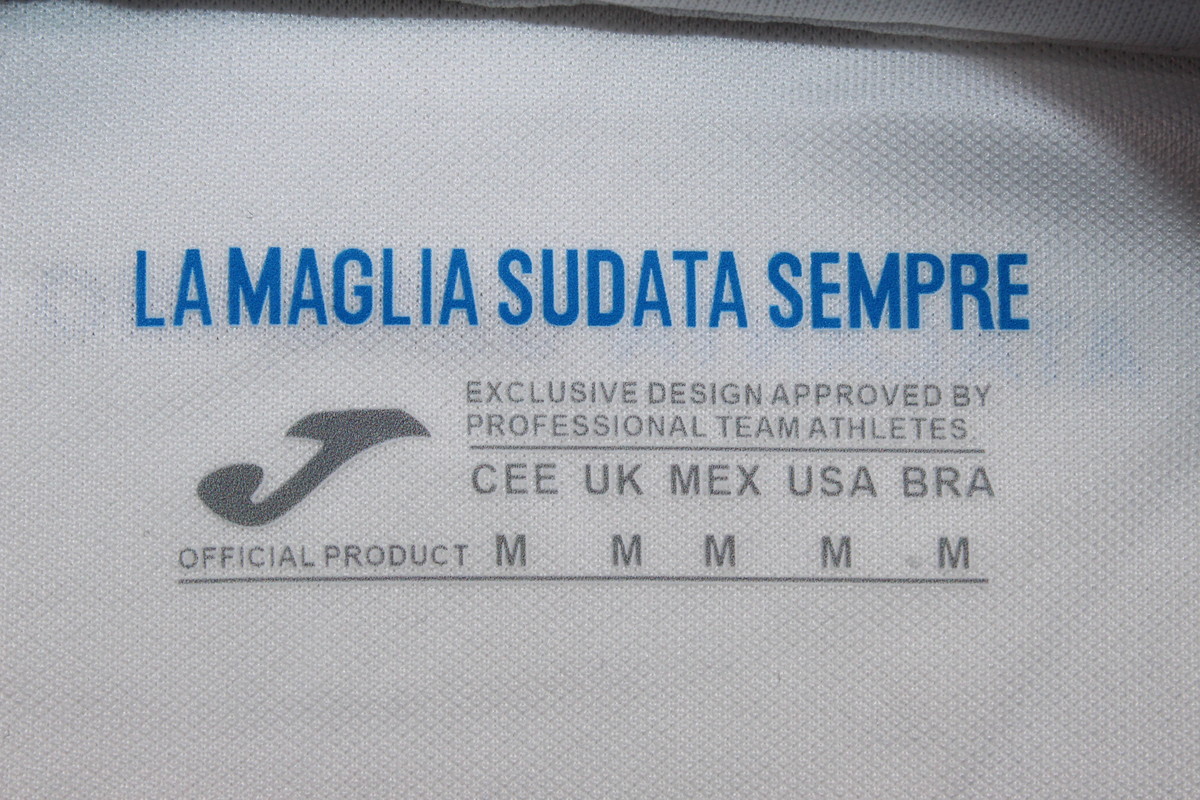 LA MAGLIA SUDATA SEMPRE
EXCLUSIVE DESIGN APPROVED BY
PROFESSIONAL TEAM ATHLETES.
CEE UK MEX USA BRA
OFFICIAL PRODUCT M M M M M